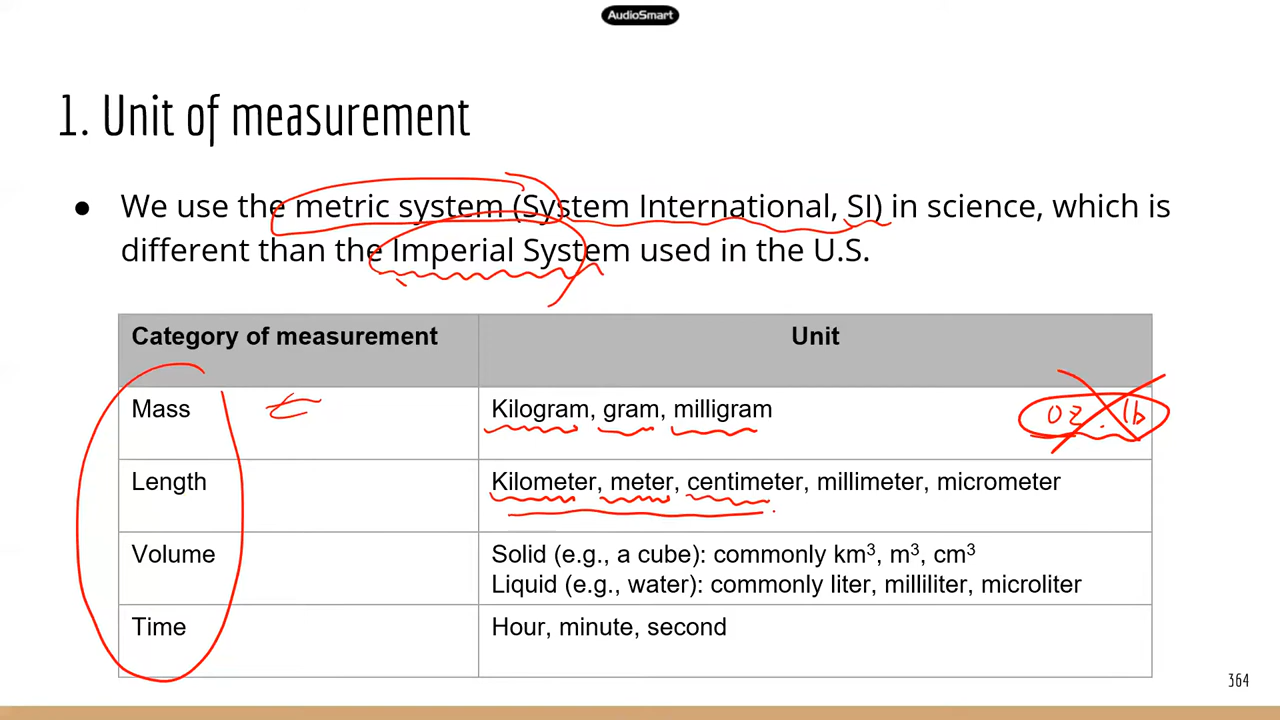 AudioSmart
1. Unit of measurement
● We use the metric system (System International, SI) in science, which is
different than the Imperial System used in the U.S.
Category of measurement Unit
Mass Kilogram, gram, milligram oz. lb
Length Kilometer, meter, centimeter, millimeter, micrometer
Volume Solid (e.g., a cube): commonly km³, m³, cm³
Liquid (e.g., water): commonly liter, milliliter, microliter
Time Hour, minute, second
364